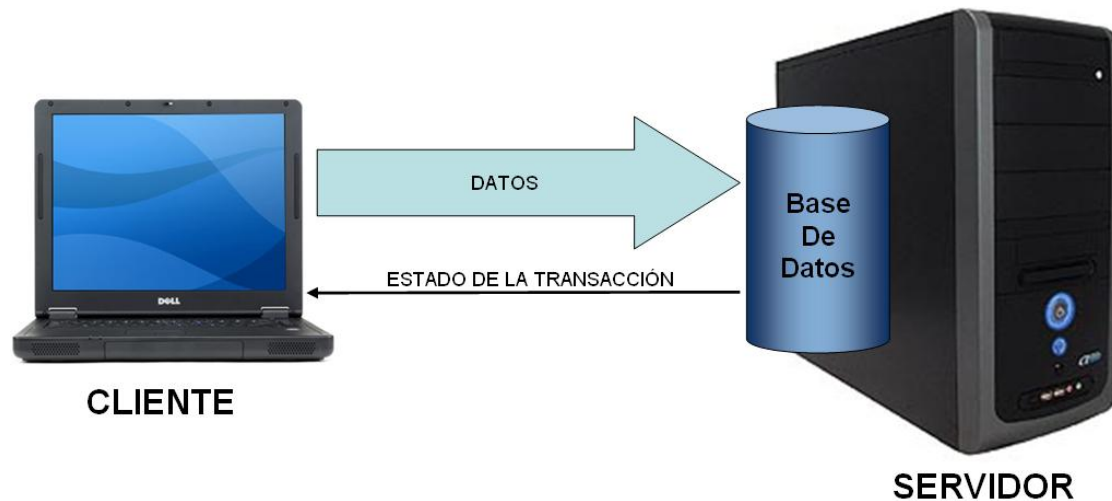 DATOS
Base
De
Datos
ESTADO DE LA TRANSACCIÓN
DELL
CLIENTE
SERVIDOR